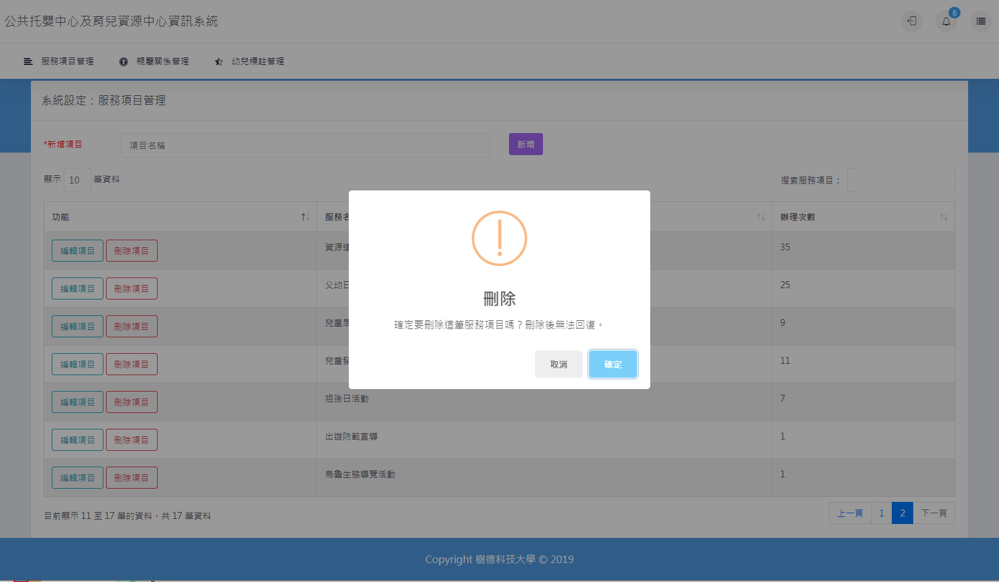 公共托嬰中心及育兒資源中心資訊系統
6
服務項目管理 親屬關係管理 幼兒標註管理
系統設定：服務項目管理
*新增項目 項目名稱 新增
顯示 10 筆資料 搜索服務項目：
功能 服務名 辦理次數
編輯項目 刪除項目 資源 35
編輯項目 刪除項目 父幼日 25
編輯項目 刪除項目 兒童居 9
編輯項目 刪除項目 兒童發 11
編輯項目 刪除項目 祖孫日活動 7
編輯項目 刪除項目 出遊防範宣導 1
編輯項目 刪除項目 烏龜生態導覽活動 1
刪除
確定要刪除這筆服務項目嗎？刪除後無法回復。
取消 確定
目前顯示 11 至 17 筆的資料，共 17 筆資料
上一頁 1 2 下一頁
Copyright 樹德科技大學 © 2019